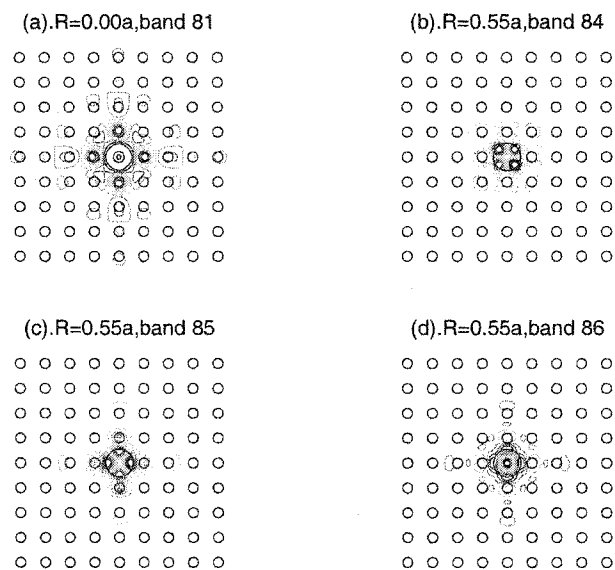 (a).R=0.00a,band 81
(b).R=0.55a,band 84
(c).R=0.55a,band 85
(d).R=0.55a,band 86